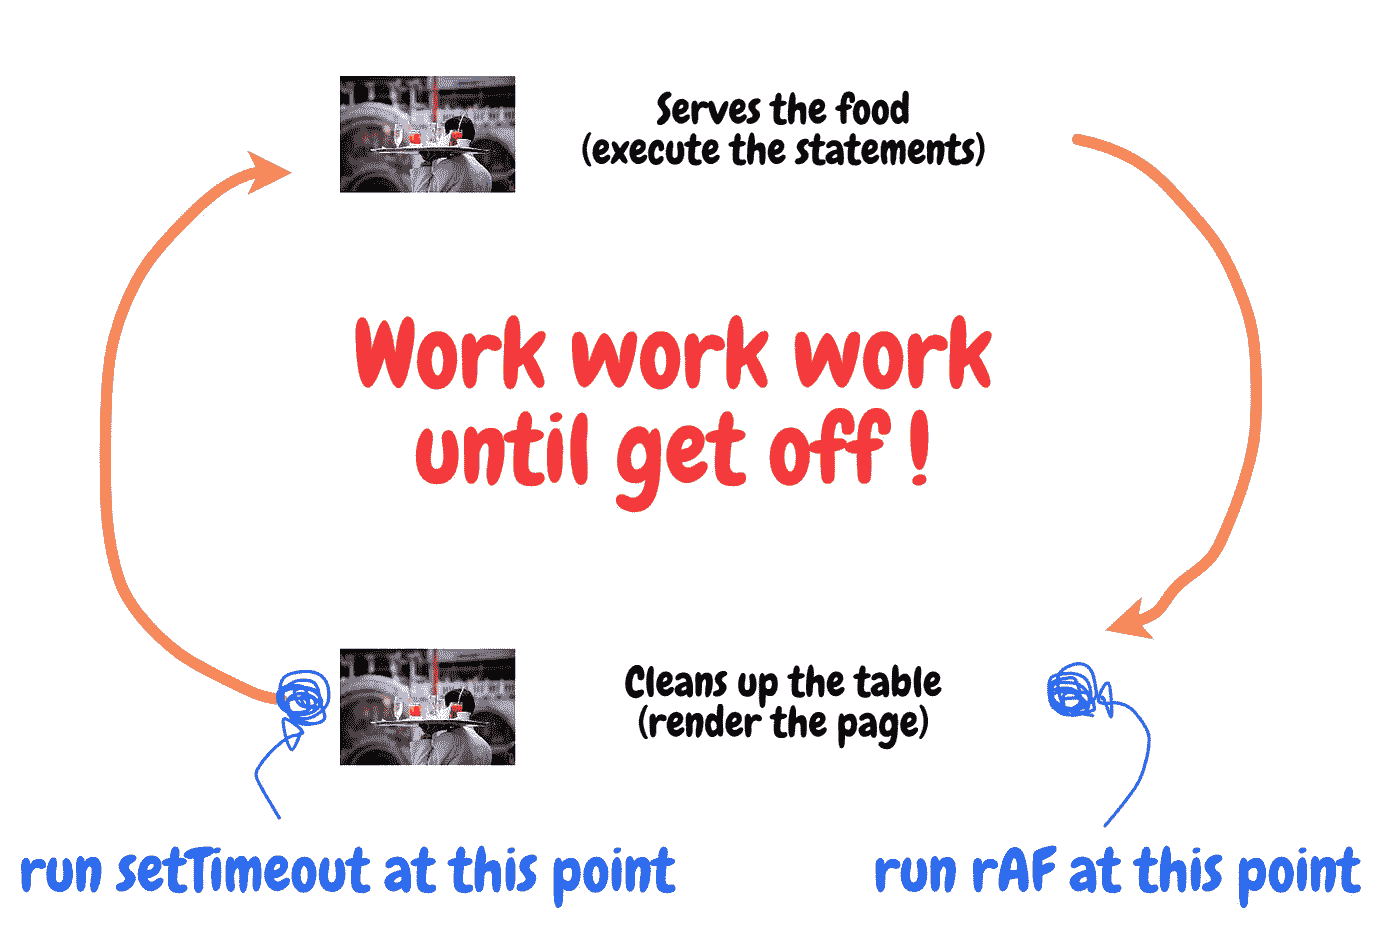 Serves the food
(execute the statements)
Work work work
until get off !
Cleans up the table
(render the page)
run setTimeout at this point
run rAF at this point